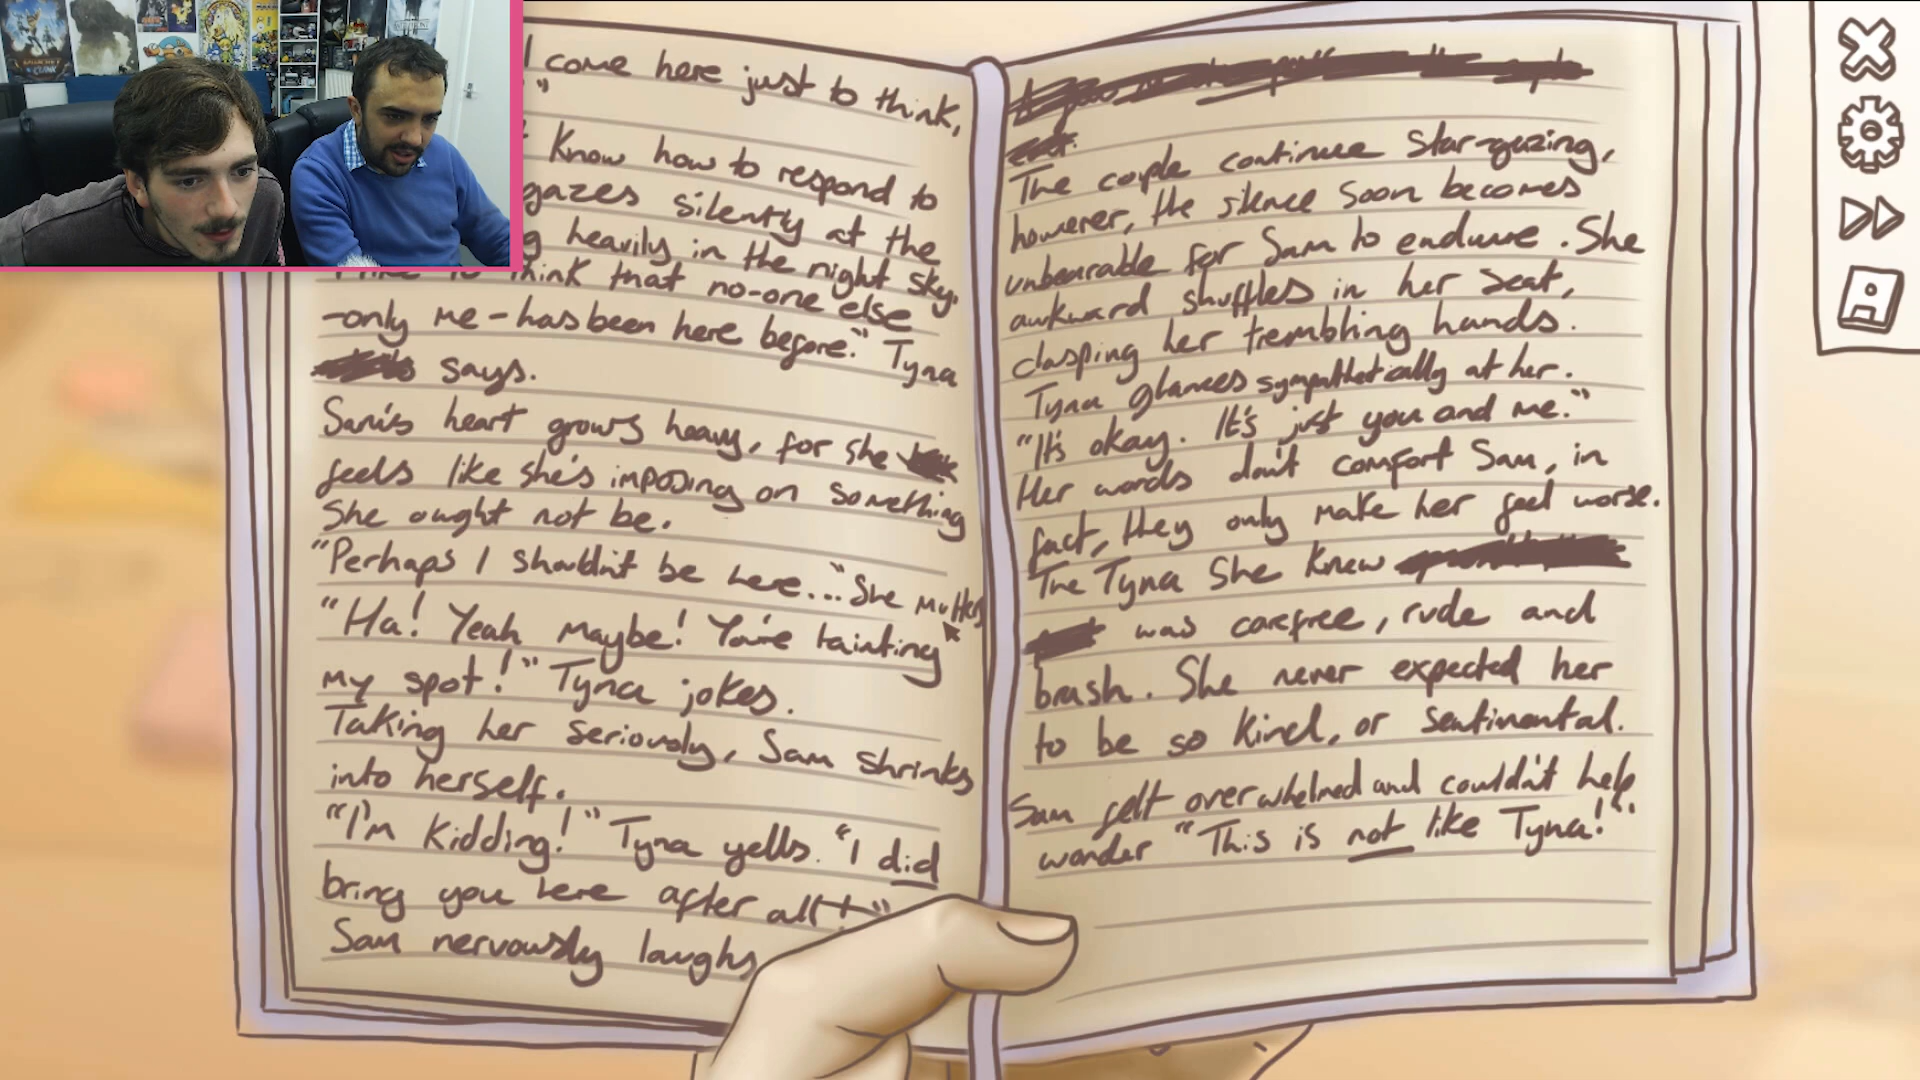 I come here just to think,
"
Know how to respond to
gazes silently at the
heavily in the night sky.
think that no-one else
-only me - has been here before." Tyna
says.
Sam's heart grows heavy, for she
feels like she's imposing on something
She ought not be.
"Perhaps I shouldn't be here..." She mutters
"Ha! Yeah maybe! You're tainting
my spot!" Tyna jokes.
Taking her seriously, Sam shrinks
into herself.
"I'm kidding!" Tyna yells. "I did
bring you here after all!"
Sam nervously laughs
The couple continue star-gazing,
however, the silence soon becomes
unbearable for Sam to endure. She
awkward shuffles in her seat,
clasping her trembling hands.
Tyna glances sympathetically at her.
"It's okay. It's just you and me."
Her words don't comfort Sam, in
fact, they only make her feel worse.
The Tyna She knew
was carefree, rude and
brash. She never expected her
to be so kind, or sentimental.
Sam felt overwhelmed and couldn't help
wonder "This is not like Tyna!"